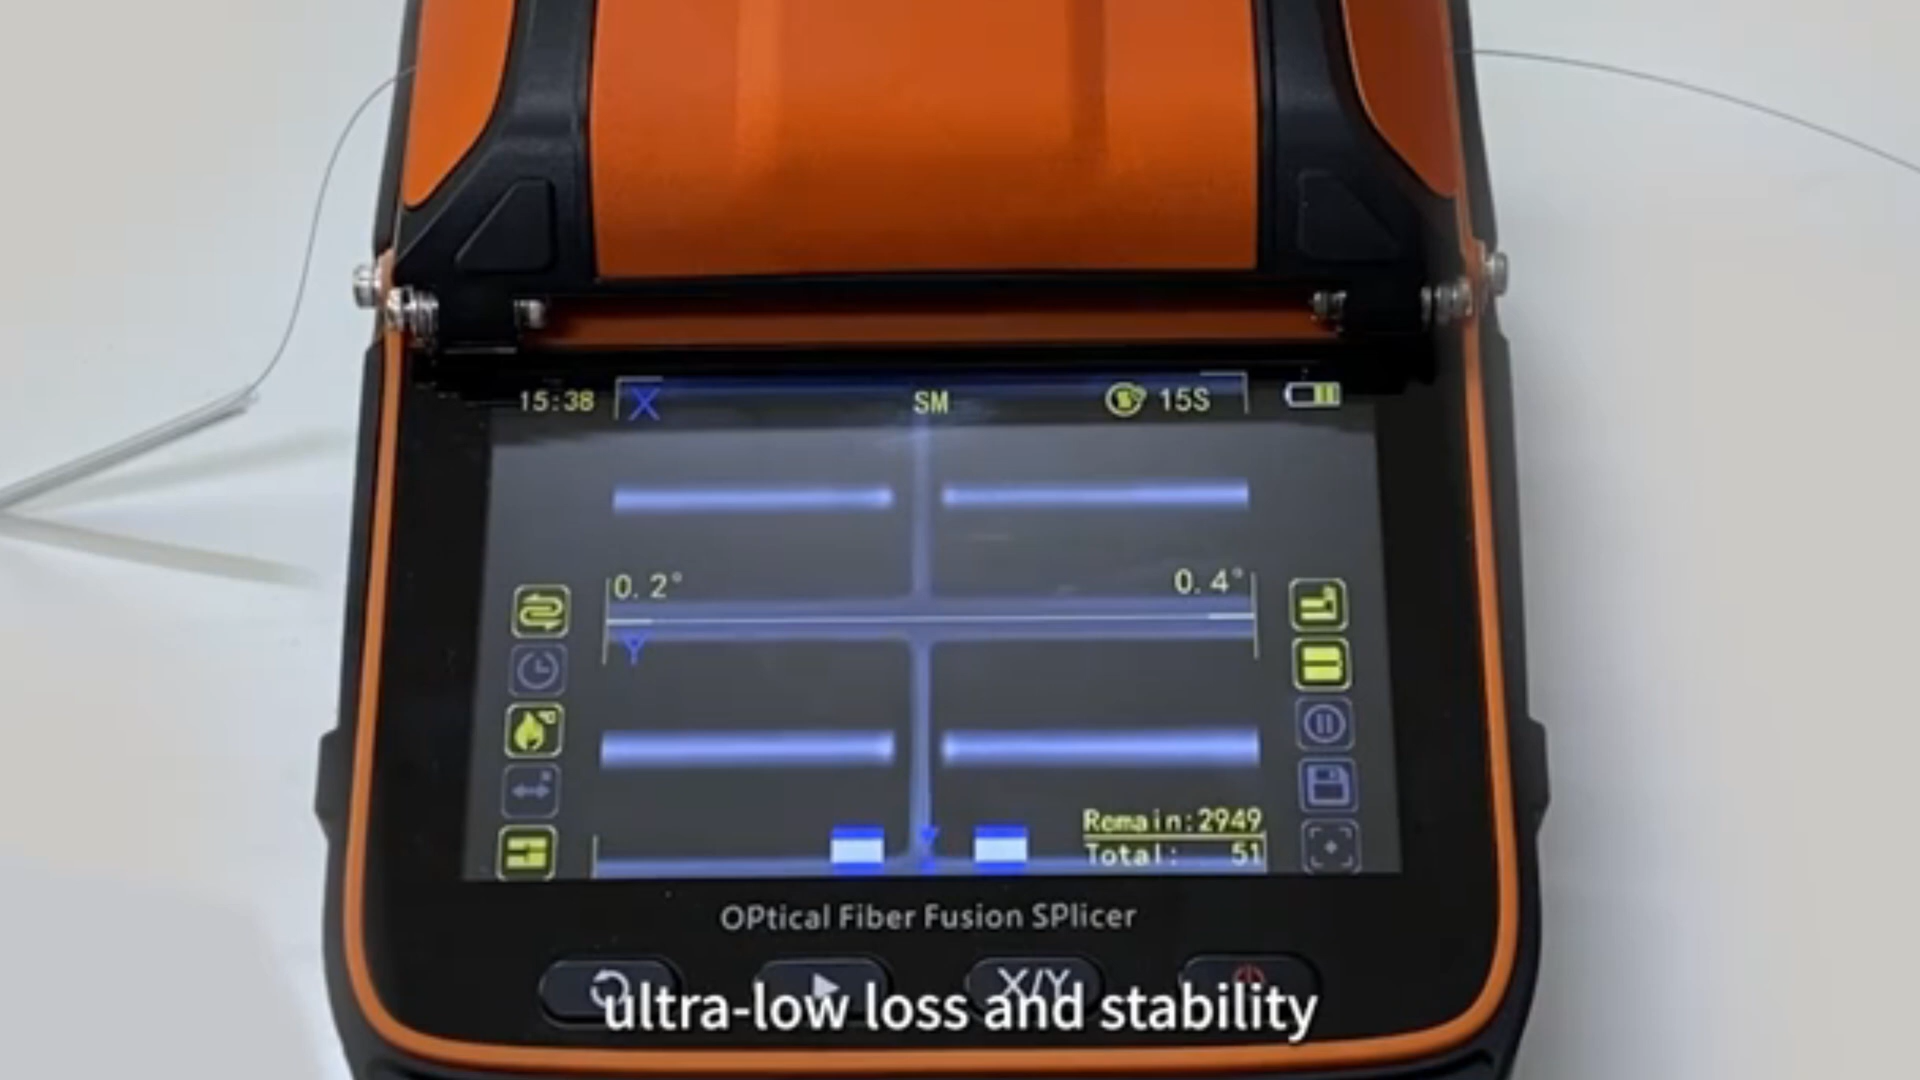 15:38 X SM 15S
0.2° 0.4°
Y
Remain:2949
Total: 51
OPtical Fiber Fusion SPlicer
X/Y
ultra-low loss and stability